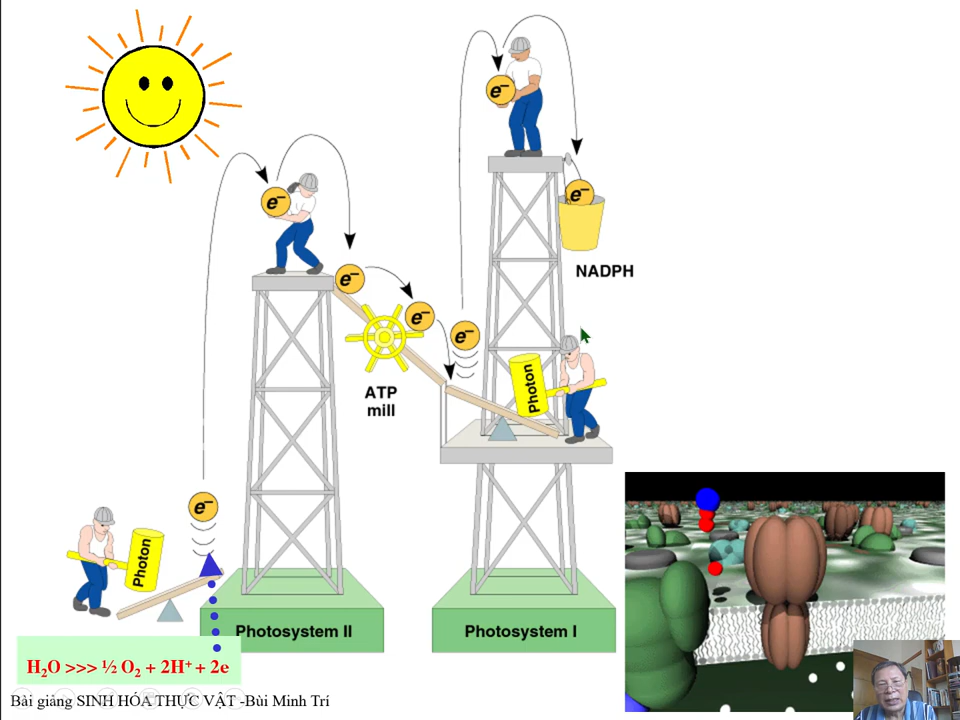 e⁻
e⁻
e⁻
NADPH
e⁻
e⁻
e⁻
ATP
mill
Photon
e⁻
Photon
Photosystem II
Photosystem I
H₂O >>> ½ O₂ + 2H⁺ + 2e
Bài giảng SINH HÓA THỰC VẬT -Bùi Minh Trí